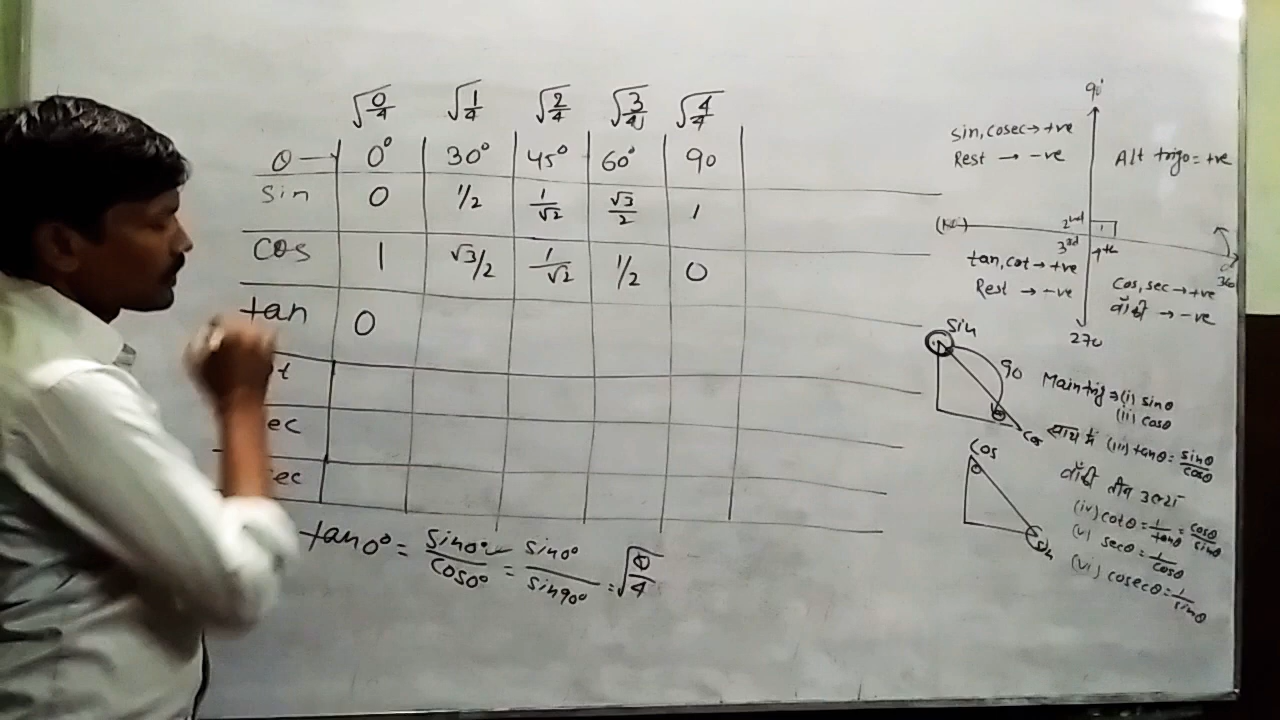 √0/4 √1/4 √2/4 √3/4 √4/4
θ → 0° 30° 45° 60° 90
sin 0 1/2 1/√2 √3/2 1
cos 1 √3/2 1/√2 1/2 0
tan 0
t
ec
ec
tan0° = sin0°/cos0° = sin0°/sin90° = √0/4
90°
sin, cosec → +ve
Rest → -ve
All trigo = +ve
2nd 1
3rd 4th
tan, cot → +ve
Rest → -ve
Cos, sec → +ve
→ -ve
360
270
sin
90
cos
Main trig ⇒ (i) sinθ
(ii) cosθ
साथ में (iii) tanθ = sinθ/cosθ
cos
sin
तीन उल्टा
(iv) cotθ = 1/tanθ = cosθ/sinθ
(v) secθ = 1/cosθ
(vi) cosecθ = 1/sinθ